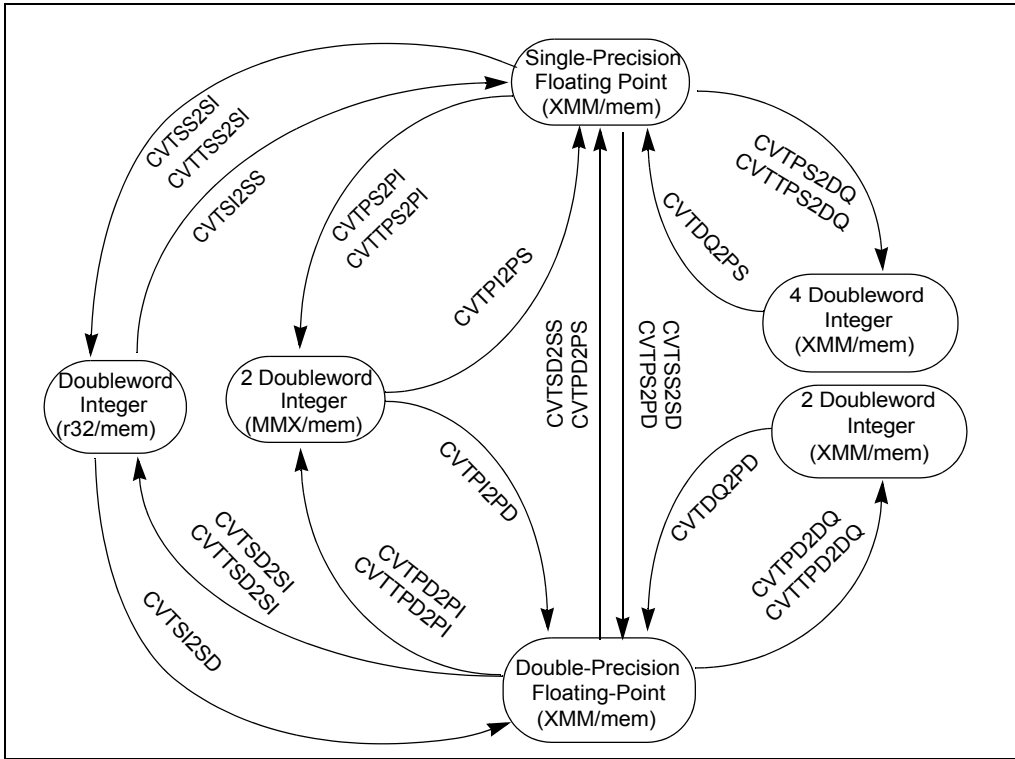 Single-Precision
Floating Point
(XMM/mem)
CVTSS2SI
CVTTSS2SI
CVTSI2SS
CVTPS2PI
CVTTPS2PI
CVTPI2PS
CVTPS2DQ
CVTTPS2DQ
CVTDQ2PS
4 Doubleword
Integer
(XMM/mem)
Doubleword
Integer
(r32/mem)
2 Doubleword
Integer
(MMX/mem)
CVTSD2SS
CVTPD2PS
CVTSS2SD
CVTPS2PD
2 Doubleword
Integer
(XMM/mem)
CVTPI2PD
CVTDQ2PD
CVTSD2SI
CVTTSD2SI
CVTPD2PI
CVTTPD2PI
CVTPD2DQ
CVTTPD2DQ
CVTSI2SD
Double-Precision
Floating-Point
(XMM/mem)